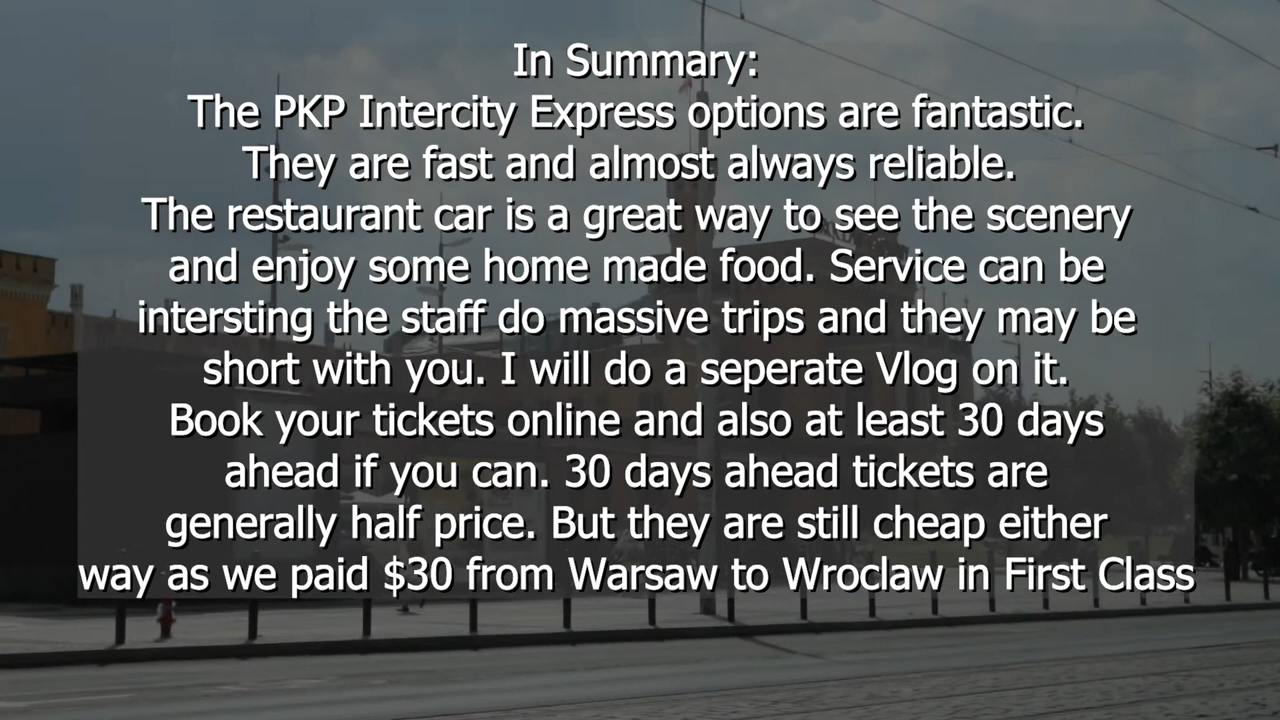 In Summary:
The PKP Intercity Express options are fantastic.
They are fast and almost always reliable.
The restaurant car is a great way to see the scenery
and enjoy some home made food. Service can be
intersting the staff do massive trips and they may be
short with you. I will do a seperate Vlog on it.
Book your tickets online and also at least 30 days
ahead if you can. 30 days ahead tickets are
generally half price. But they are still cheap either
way as we paid $30 from Warsaw to Wroclaw in First Class